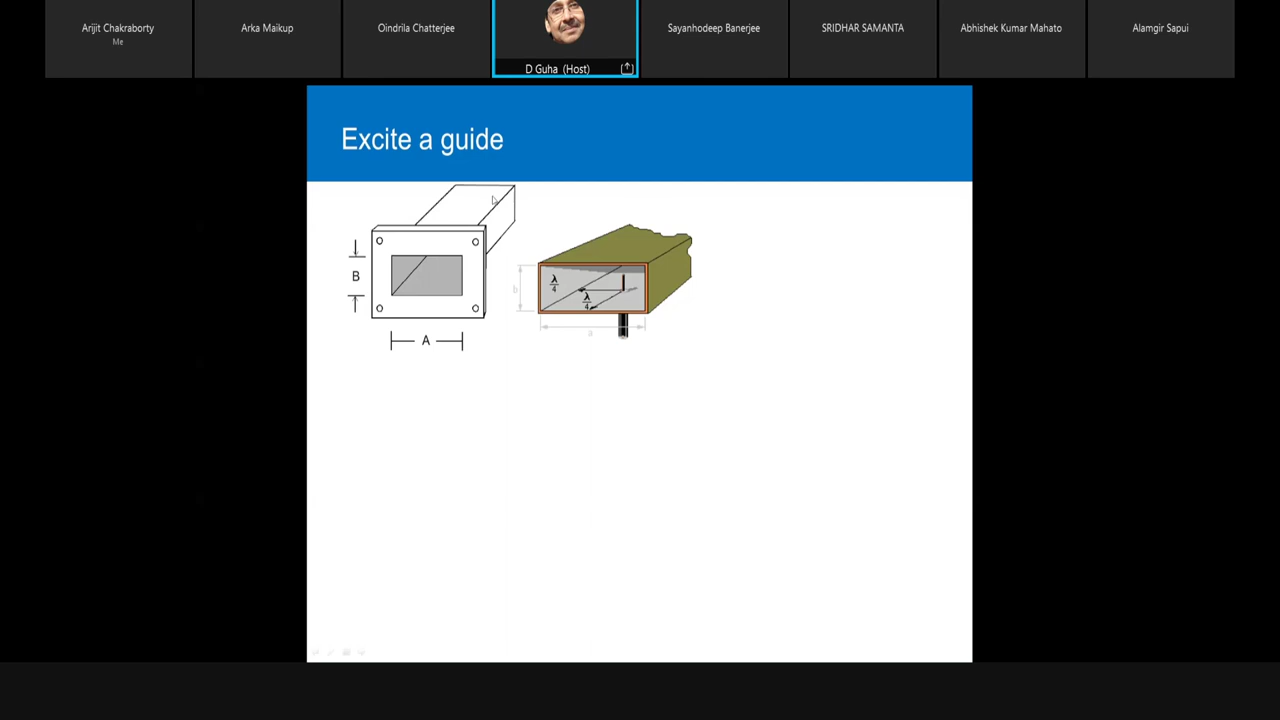 Arijit Chakraborty
Me
Arka Maikup
Oindrila Chatterjee
D Guha (Host)
Sayanhodeep Banerjee
SRIDHAR SAMANTA
Abhishek Kumar Mahato
Alamgir Sapui
Excite a guide
B
A
b
λ/4
λ/4
a